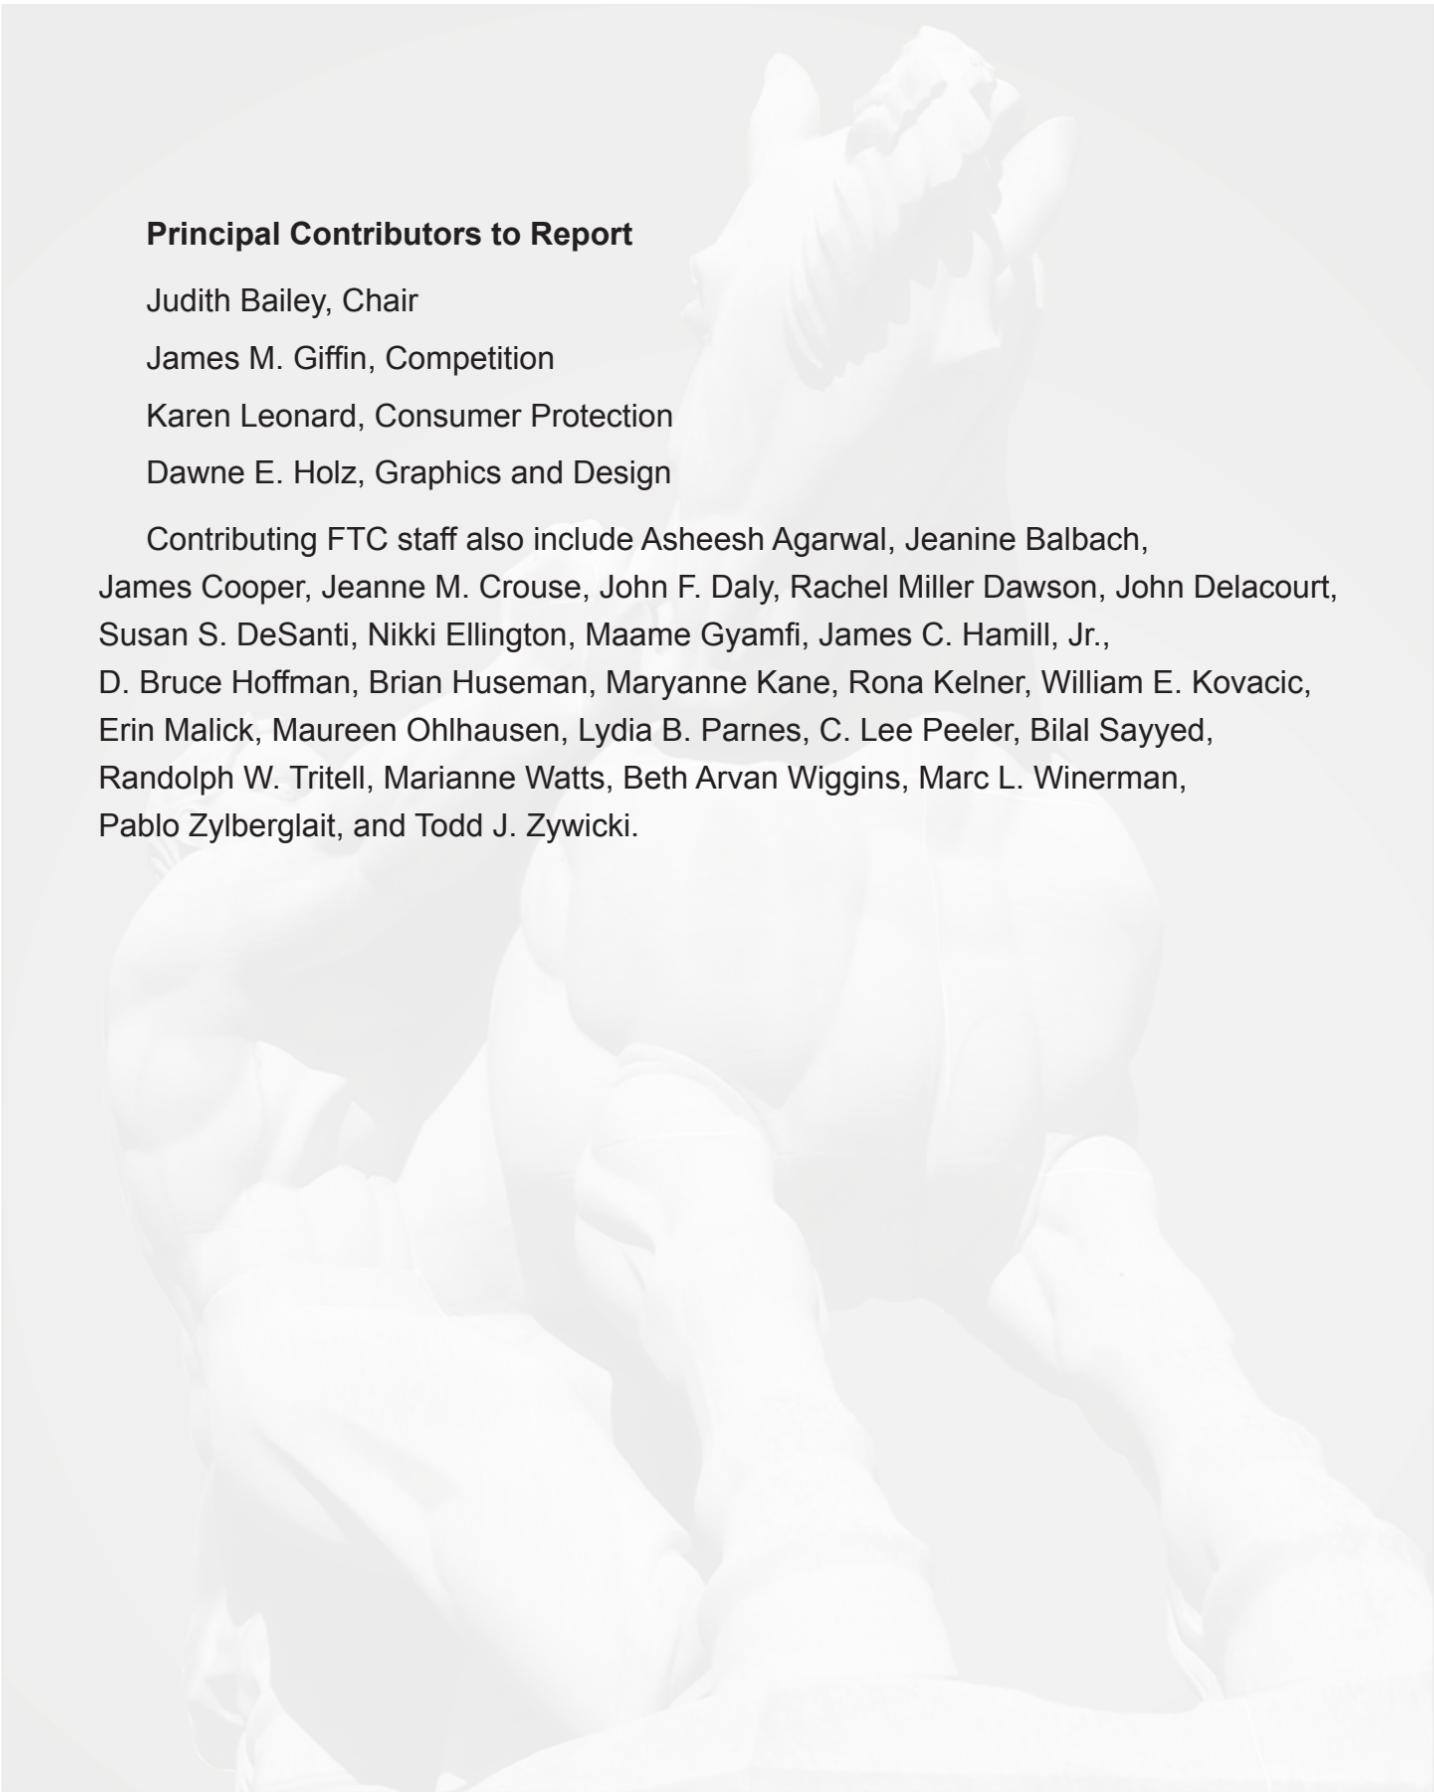 Principal Contributors to Report
Judith Bailey, Chair
James M. Giffin, Competition
Karen Leonard, Consumer Protection
Dawne E. Holz, Graphics and Design
Contributing FTC staff also include Asheesh Agarwal, Jeanine Balbach,
James Cooper, Jeanne M. Crouse, John F. Daly, Rachel Miller Dawson, John Delacourt,
Susan S. DeSanti, Nikki Ellington, Maame Gyamfi, James C. Hamill, Jr.,
D. Bruce Hoffman, Brian Huseman, Maryanne Kane, Rona Kelner, William E. Kovacic,
Erin Malick, Maureen Ohlhausen, Lydia B. Parnes, C. Lee Peeler, Bilal Sayyed,
Randolph W. Tritell, Marianne Watts, Beth Arvan Wiggins, Marc L. Winerman,
Pablo Zylberglait, and Todd J. Zywicki.